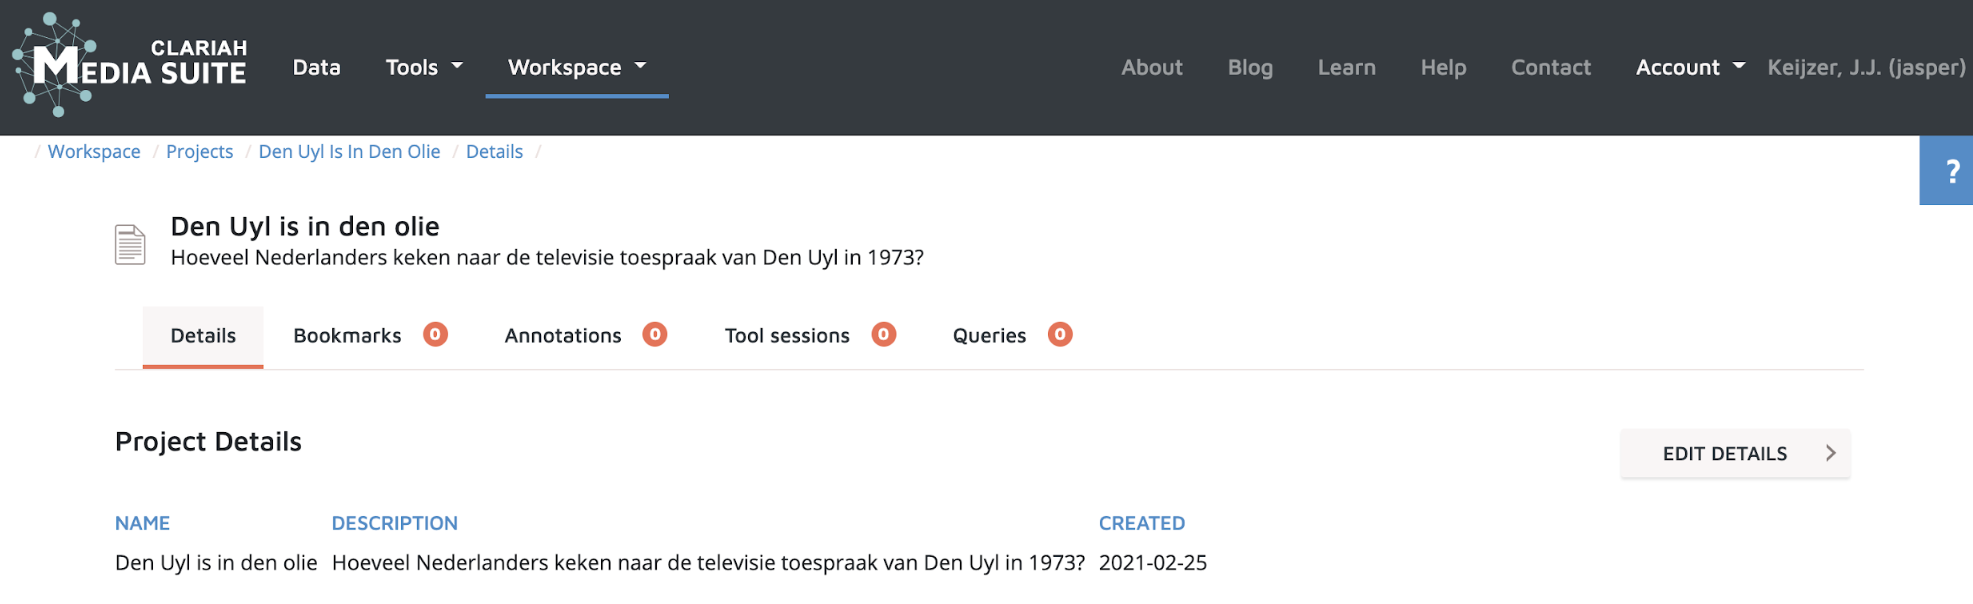 CLARIAH
MEDIA SUITE
Data Tools Workspace About Blog Learn Help Contact Account Keijzer, J.J. (jasper)
/ Workspace / Projects / Den Uyl Is In Den Olie / Details /
?
Den Uyl is in den olie
Hoeveel Nederlanders keken naar de televisie toespraak van Den Uyl in 1973?
Details Bookmarks 0 Annotations 0 Tool sessions 0 Queries 0
Project Details
EDIT DETAILS
NAME DESCRIPTION CREATED
Den Uyl is in den olie Hoeveel Nederlanders keken naar de televisie toespraak van Den Uyl in 1973? 2021-02-25